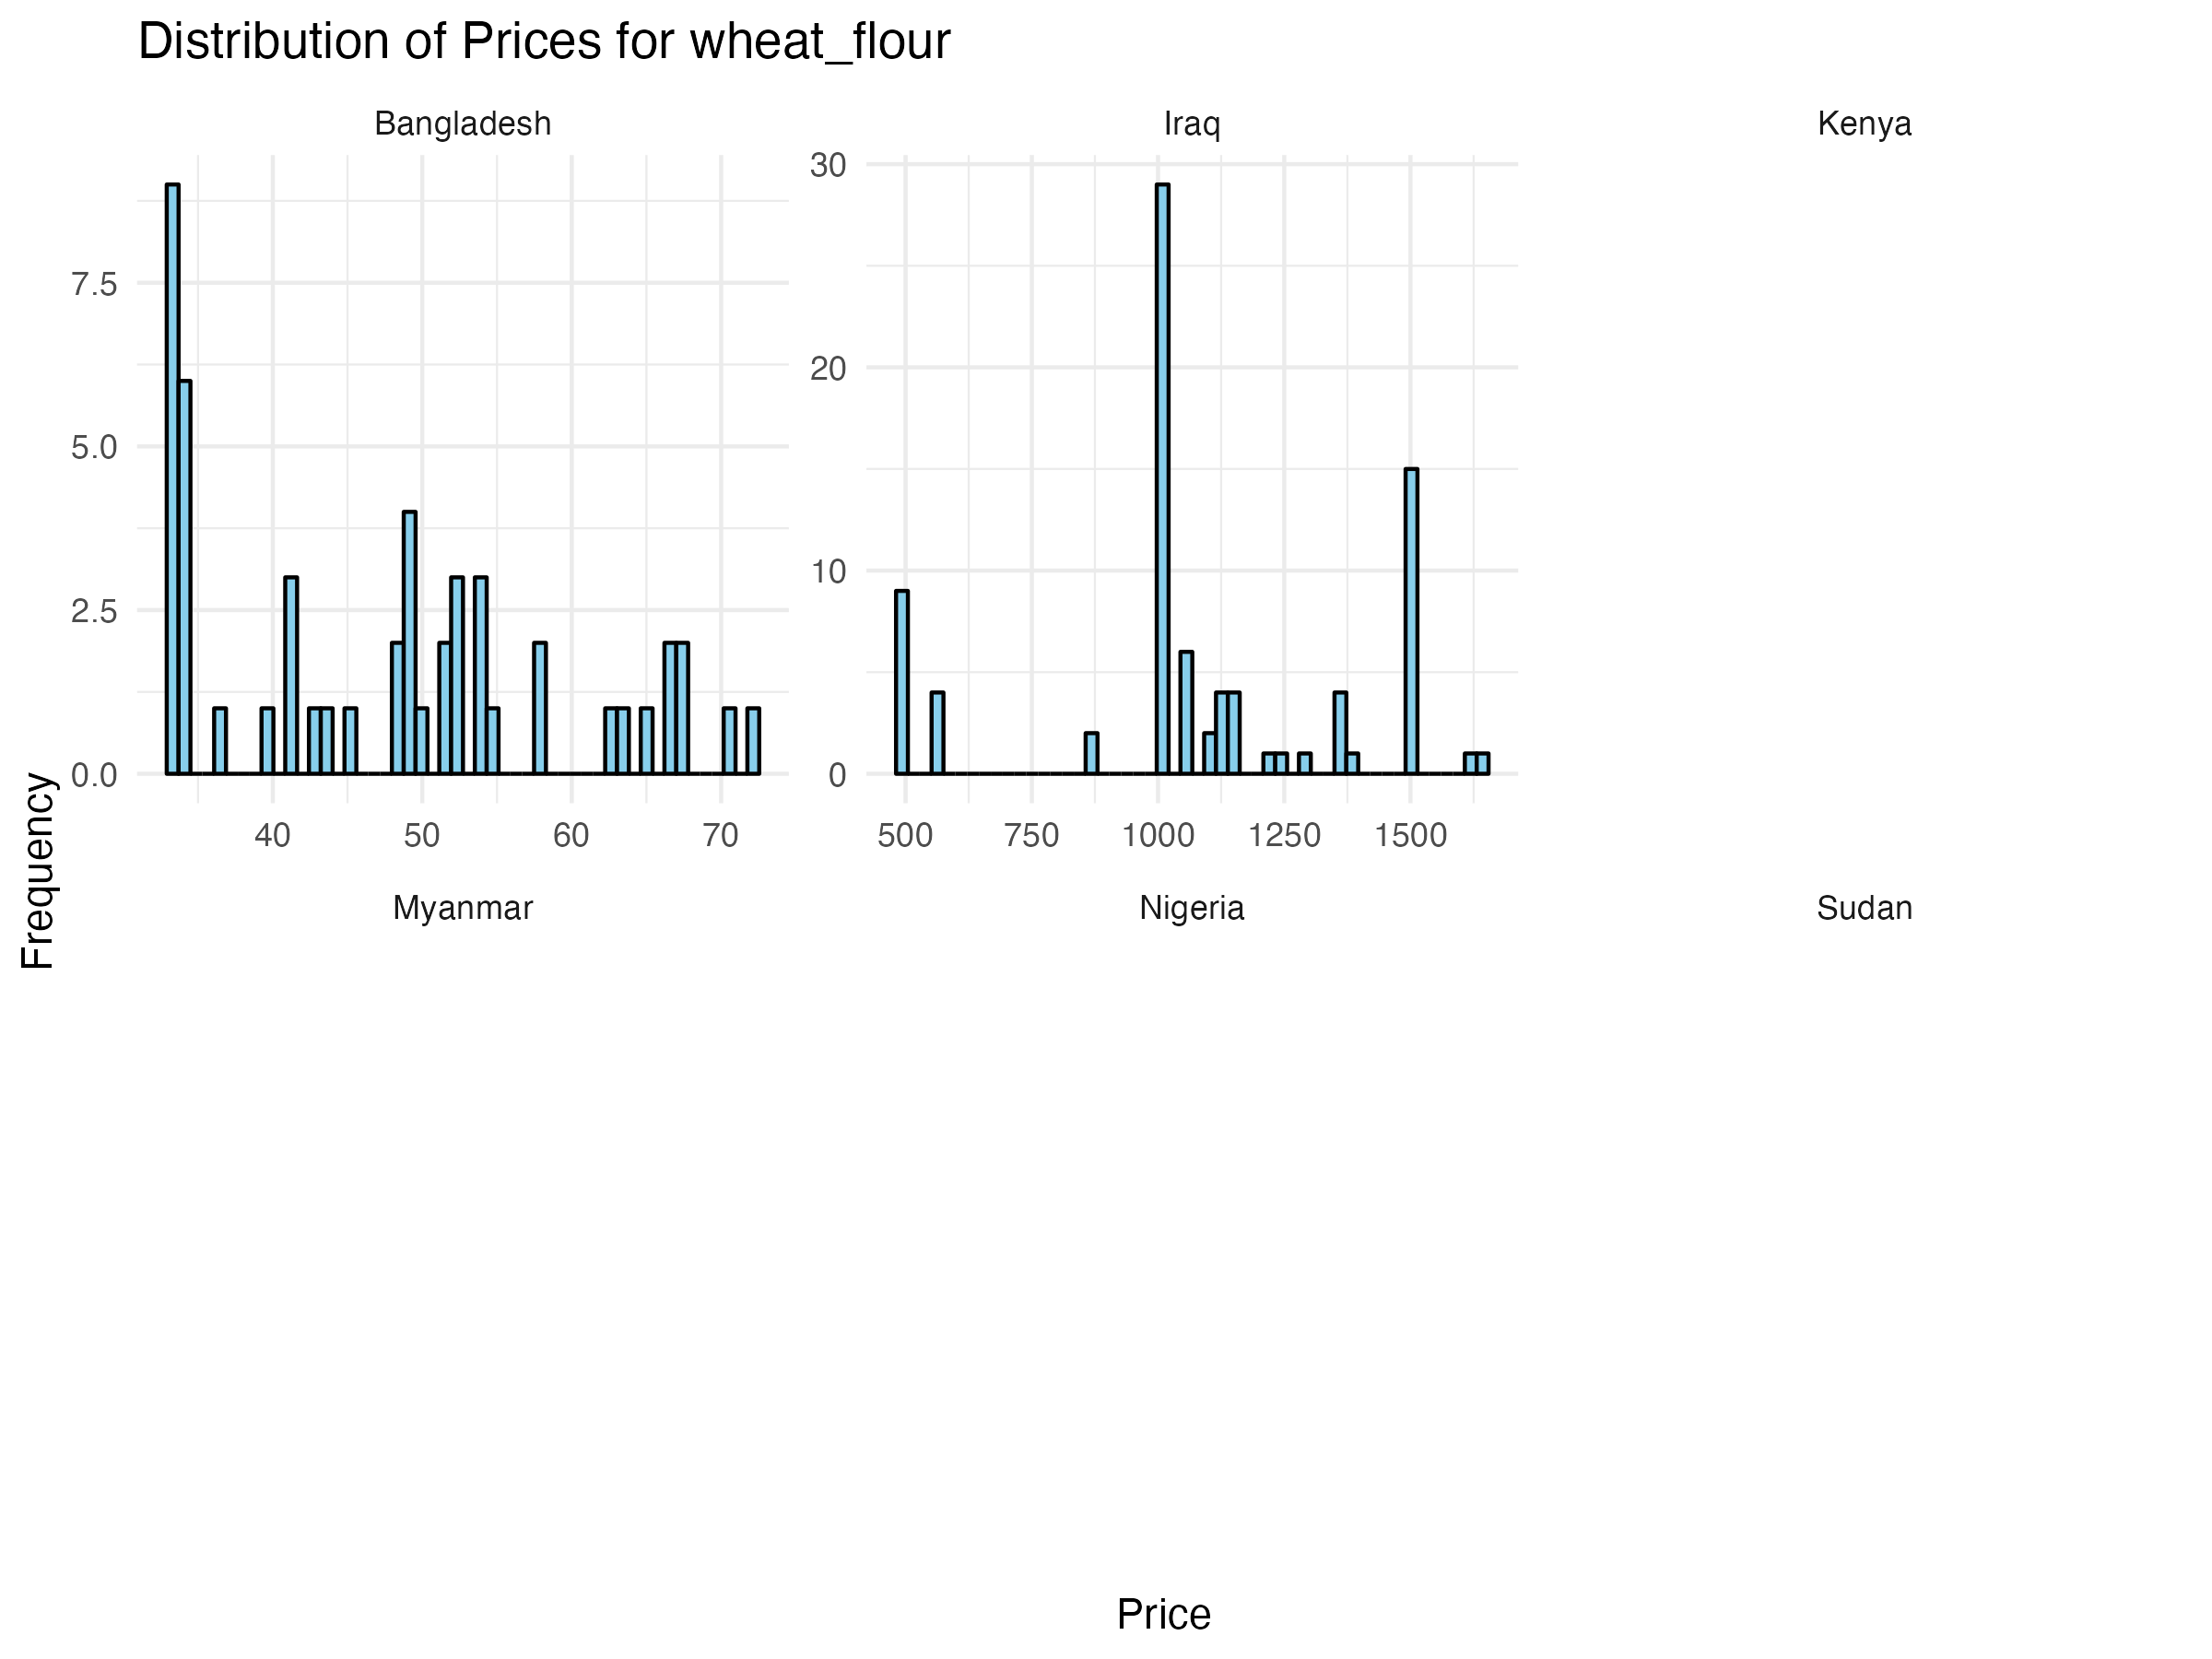 Distribution of Prices for wheat_flour
Bangladesh
Iraq
Kenya
7.5
5.0
2.5
0.0
40 50 60 70
30
20
10
0
500 750 1000 1250 1500
Myanmar
Nigeria
Sudan
Frequency
Price